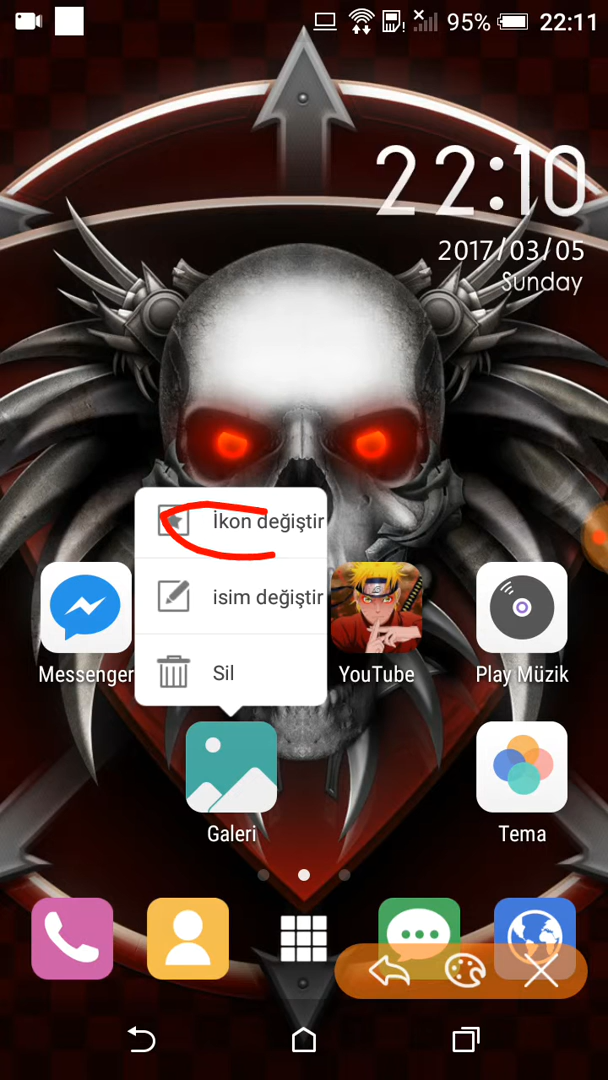 95% 22:11
22:10
2017/03/05
Sunday
İkon değiştir
isim değiştir
Sil
Messenger
YouTube
Play Müzik
Galeri
Tema